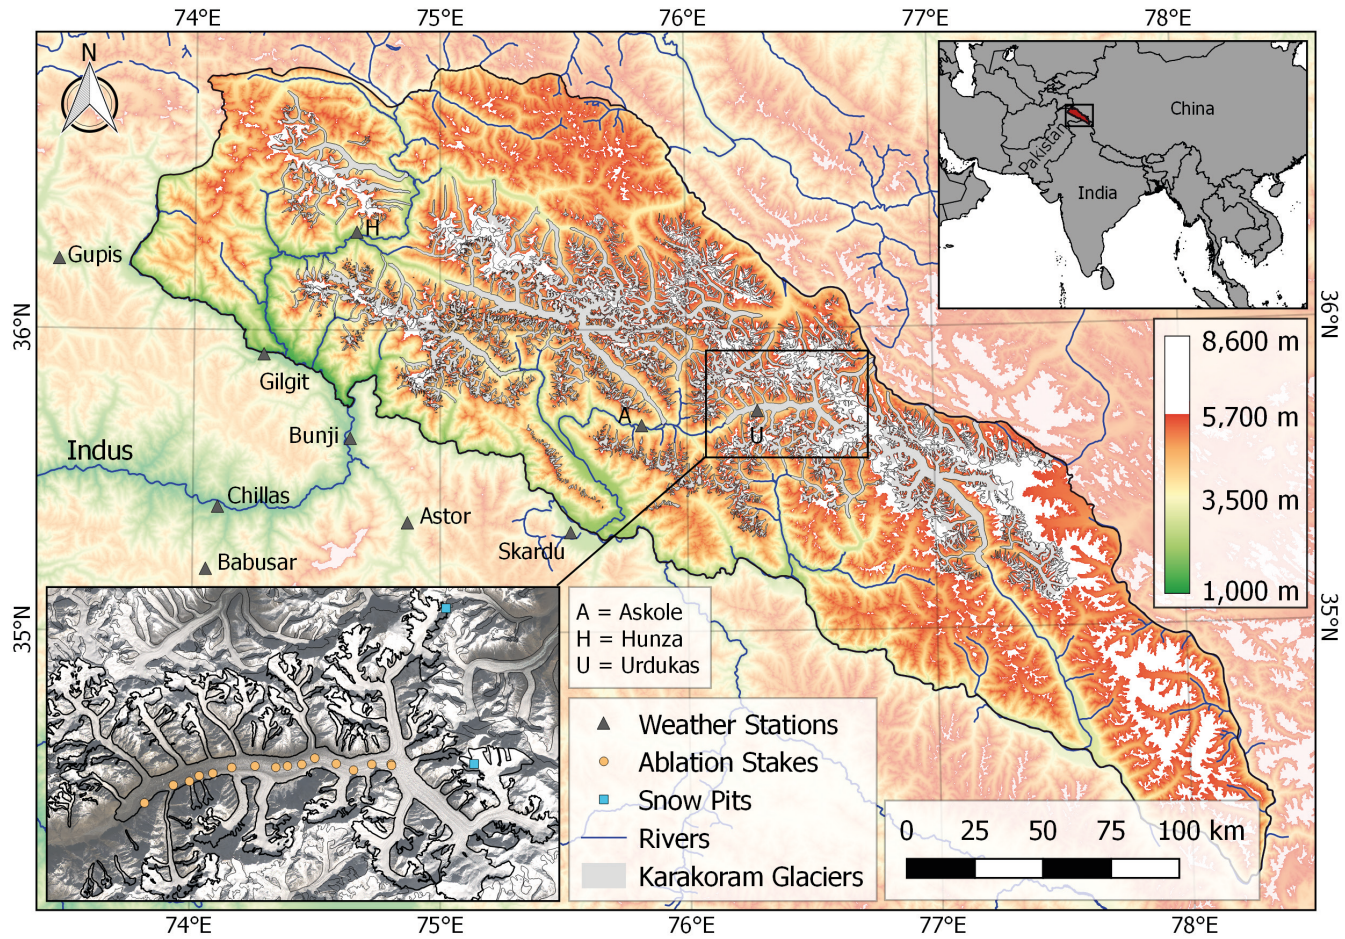 74°E 75°E 76°E 77°E 78°E
N
China
Pakistan
India
H
Gupis
36°N
36°N
8,600 m
5,700 m
3,500 m
1,000 m
Gilgit
A
U
Bunji
Indus
Chillas
Astor
Skardu
Babusar
35°N
35°N
A = Askole
H = Hunza
U = Urdukas
Weather Stations
Ablation Stakes
Snow Pits
Rivers
Karakoram Glaciers
0 25 50 75 100 km
74°E 75°E 76°E 77°E 78°E